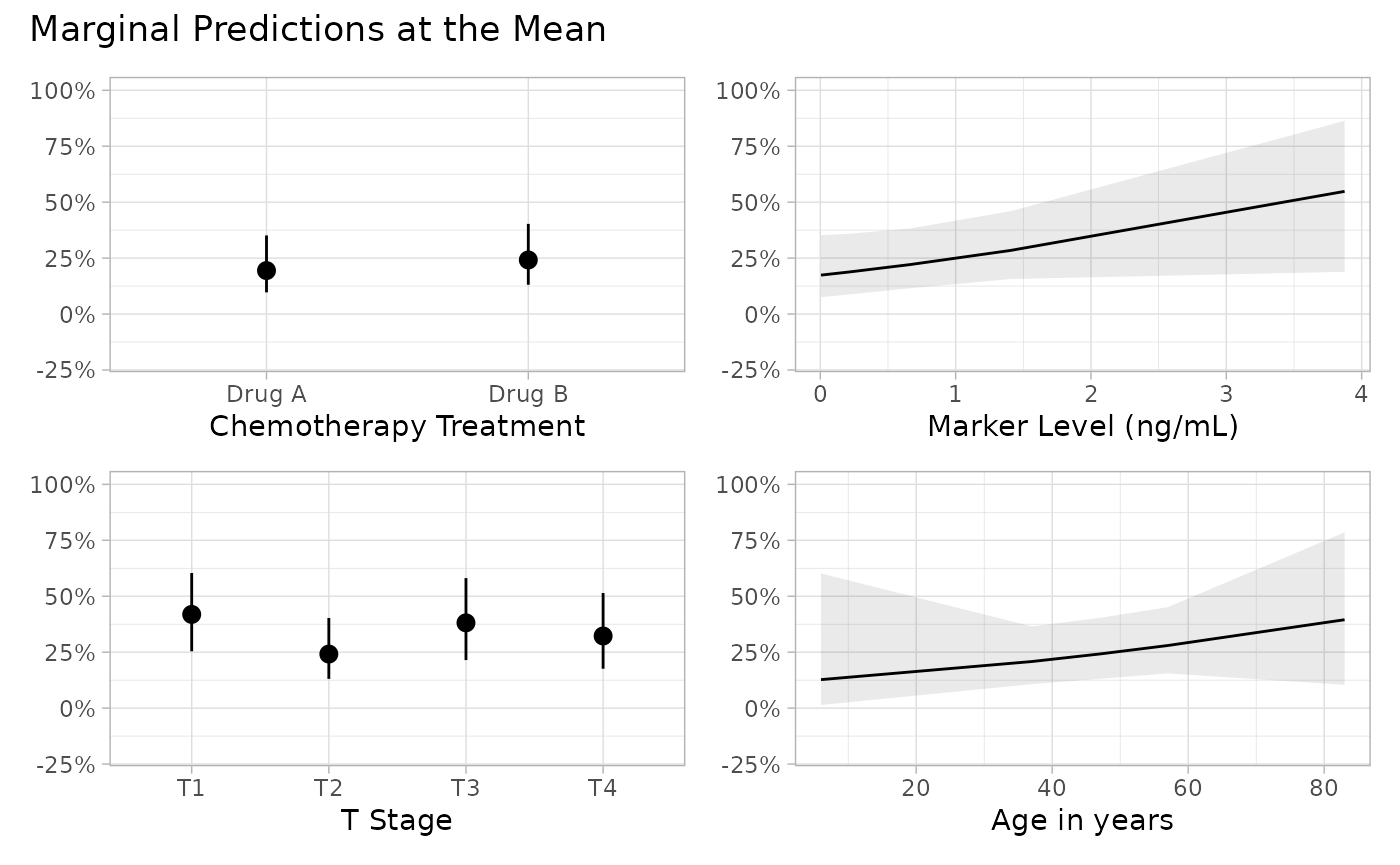 Marginal Predictions at the Mean
100%
75%
50%
25%
0%
-25%
Drug A Drug B
Chemotherapy Treatment
100%
75%
50%
25%
0%
-25%
0 1 2 3 4
Marker Level (ng/mL)
100%
75%
50%
25%
0%
-25%
T1 T2 T3 T4
T Stage
100%
75%
50%
25%
0%
-25%
20 40 60 80
Age in years